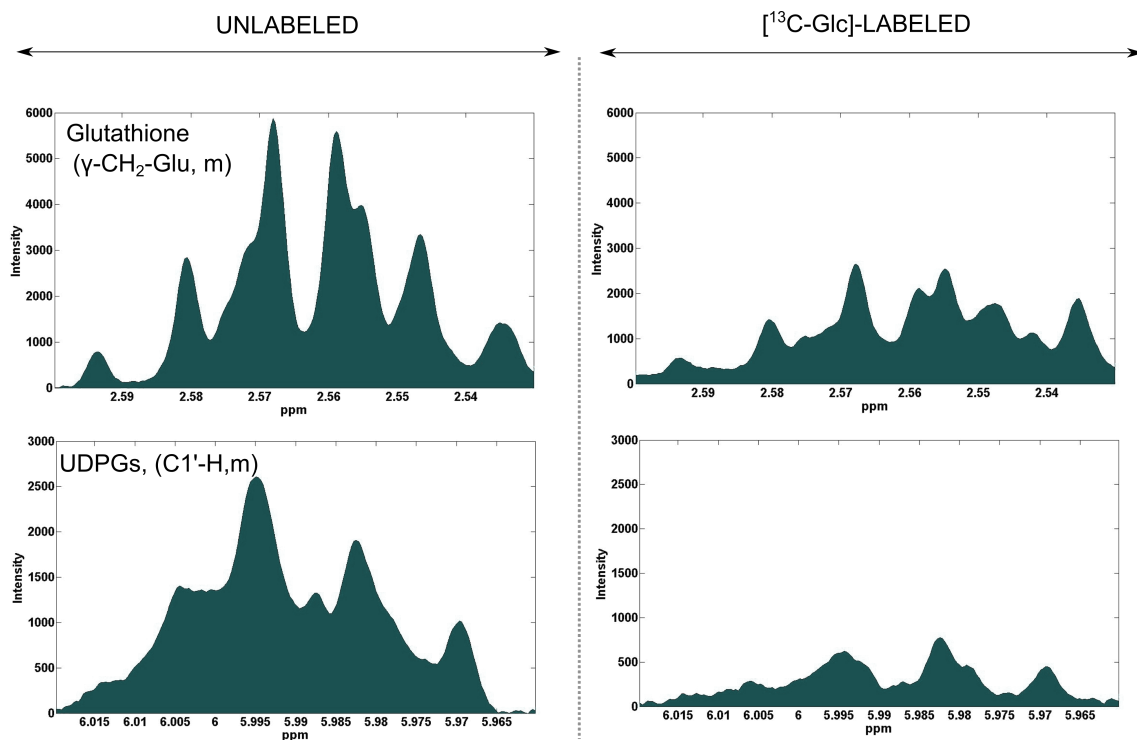 UNLABELED
[¹³C-Glc]-LABELED
Glutathione
(γ-CH₂-Glu, m)
6000
5000
4000
3000
2000
1000
0
Intensity
2.59 2.58 2.57 2.56 2.55 2.54
ppm
6000
5000
4000
3000
2000
1000
0
Intensity
2.59 2.58 2.57 2.56 2.55 2.54
ppm
UDPGs, (C1'-H,m)
3000
2500
2000
1500
1000
500
0
Intensity
6.015 6.01 6.005 6 5.995 5.99 5.985 5.98 5.975 5.97 5.965
ppm
3000
2500
2000
1500
1000
500
0
Intensity
6.015 6.01 6.005 6 5.995 5.99 5.985 5.98 5.975 5.97 5.965
ppm